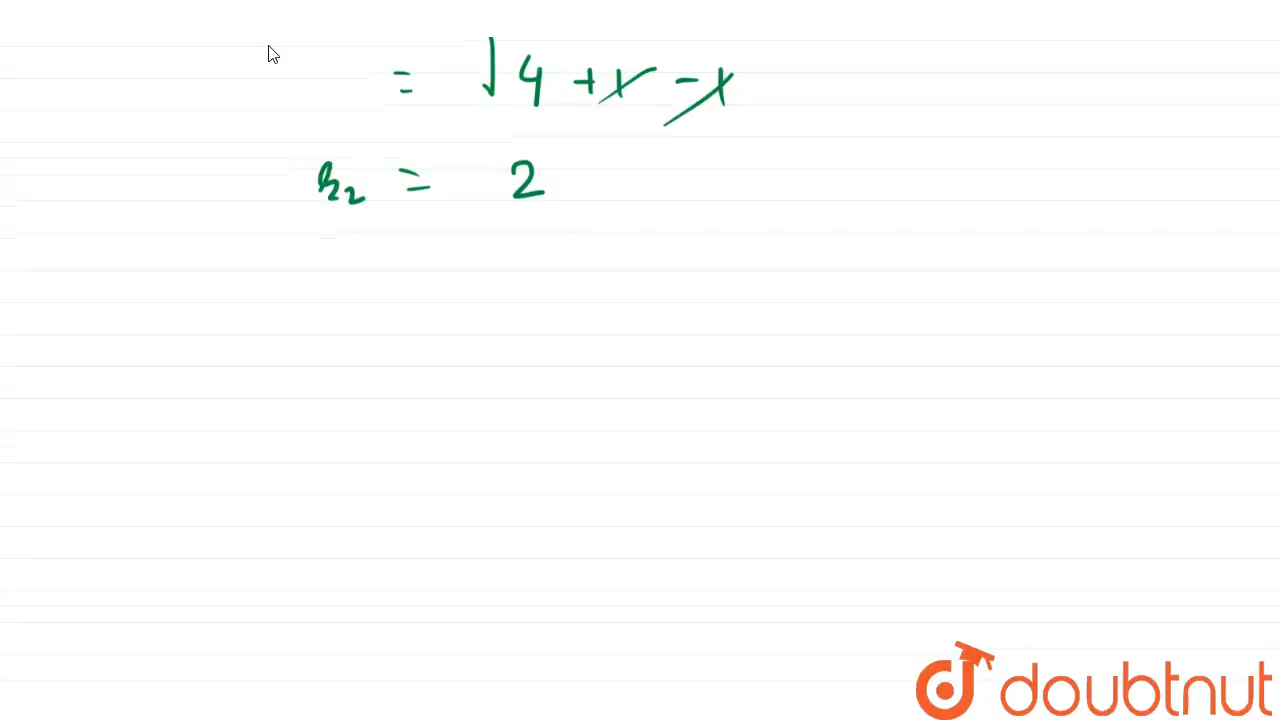 = √4 + x - x
r₂ = 2
doubtnut